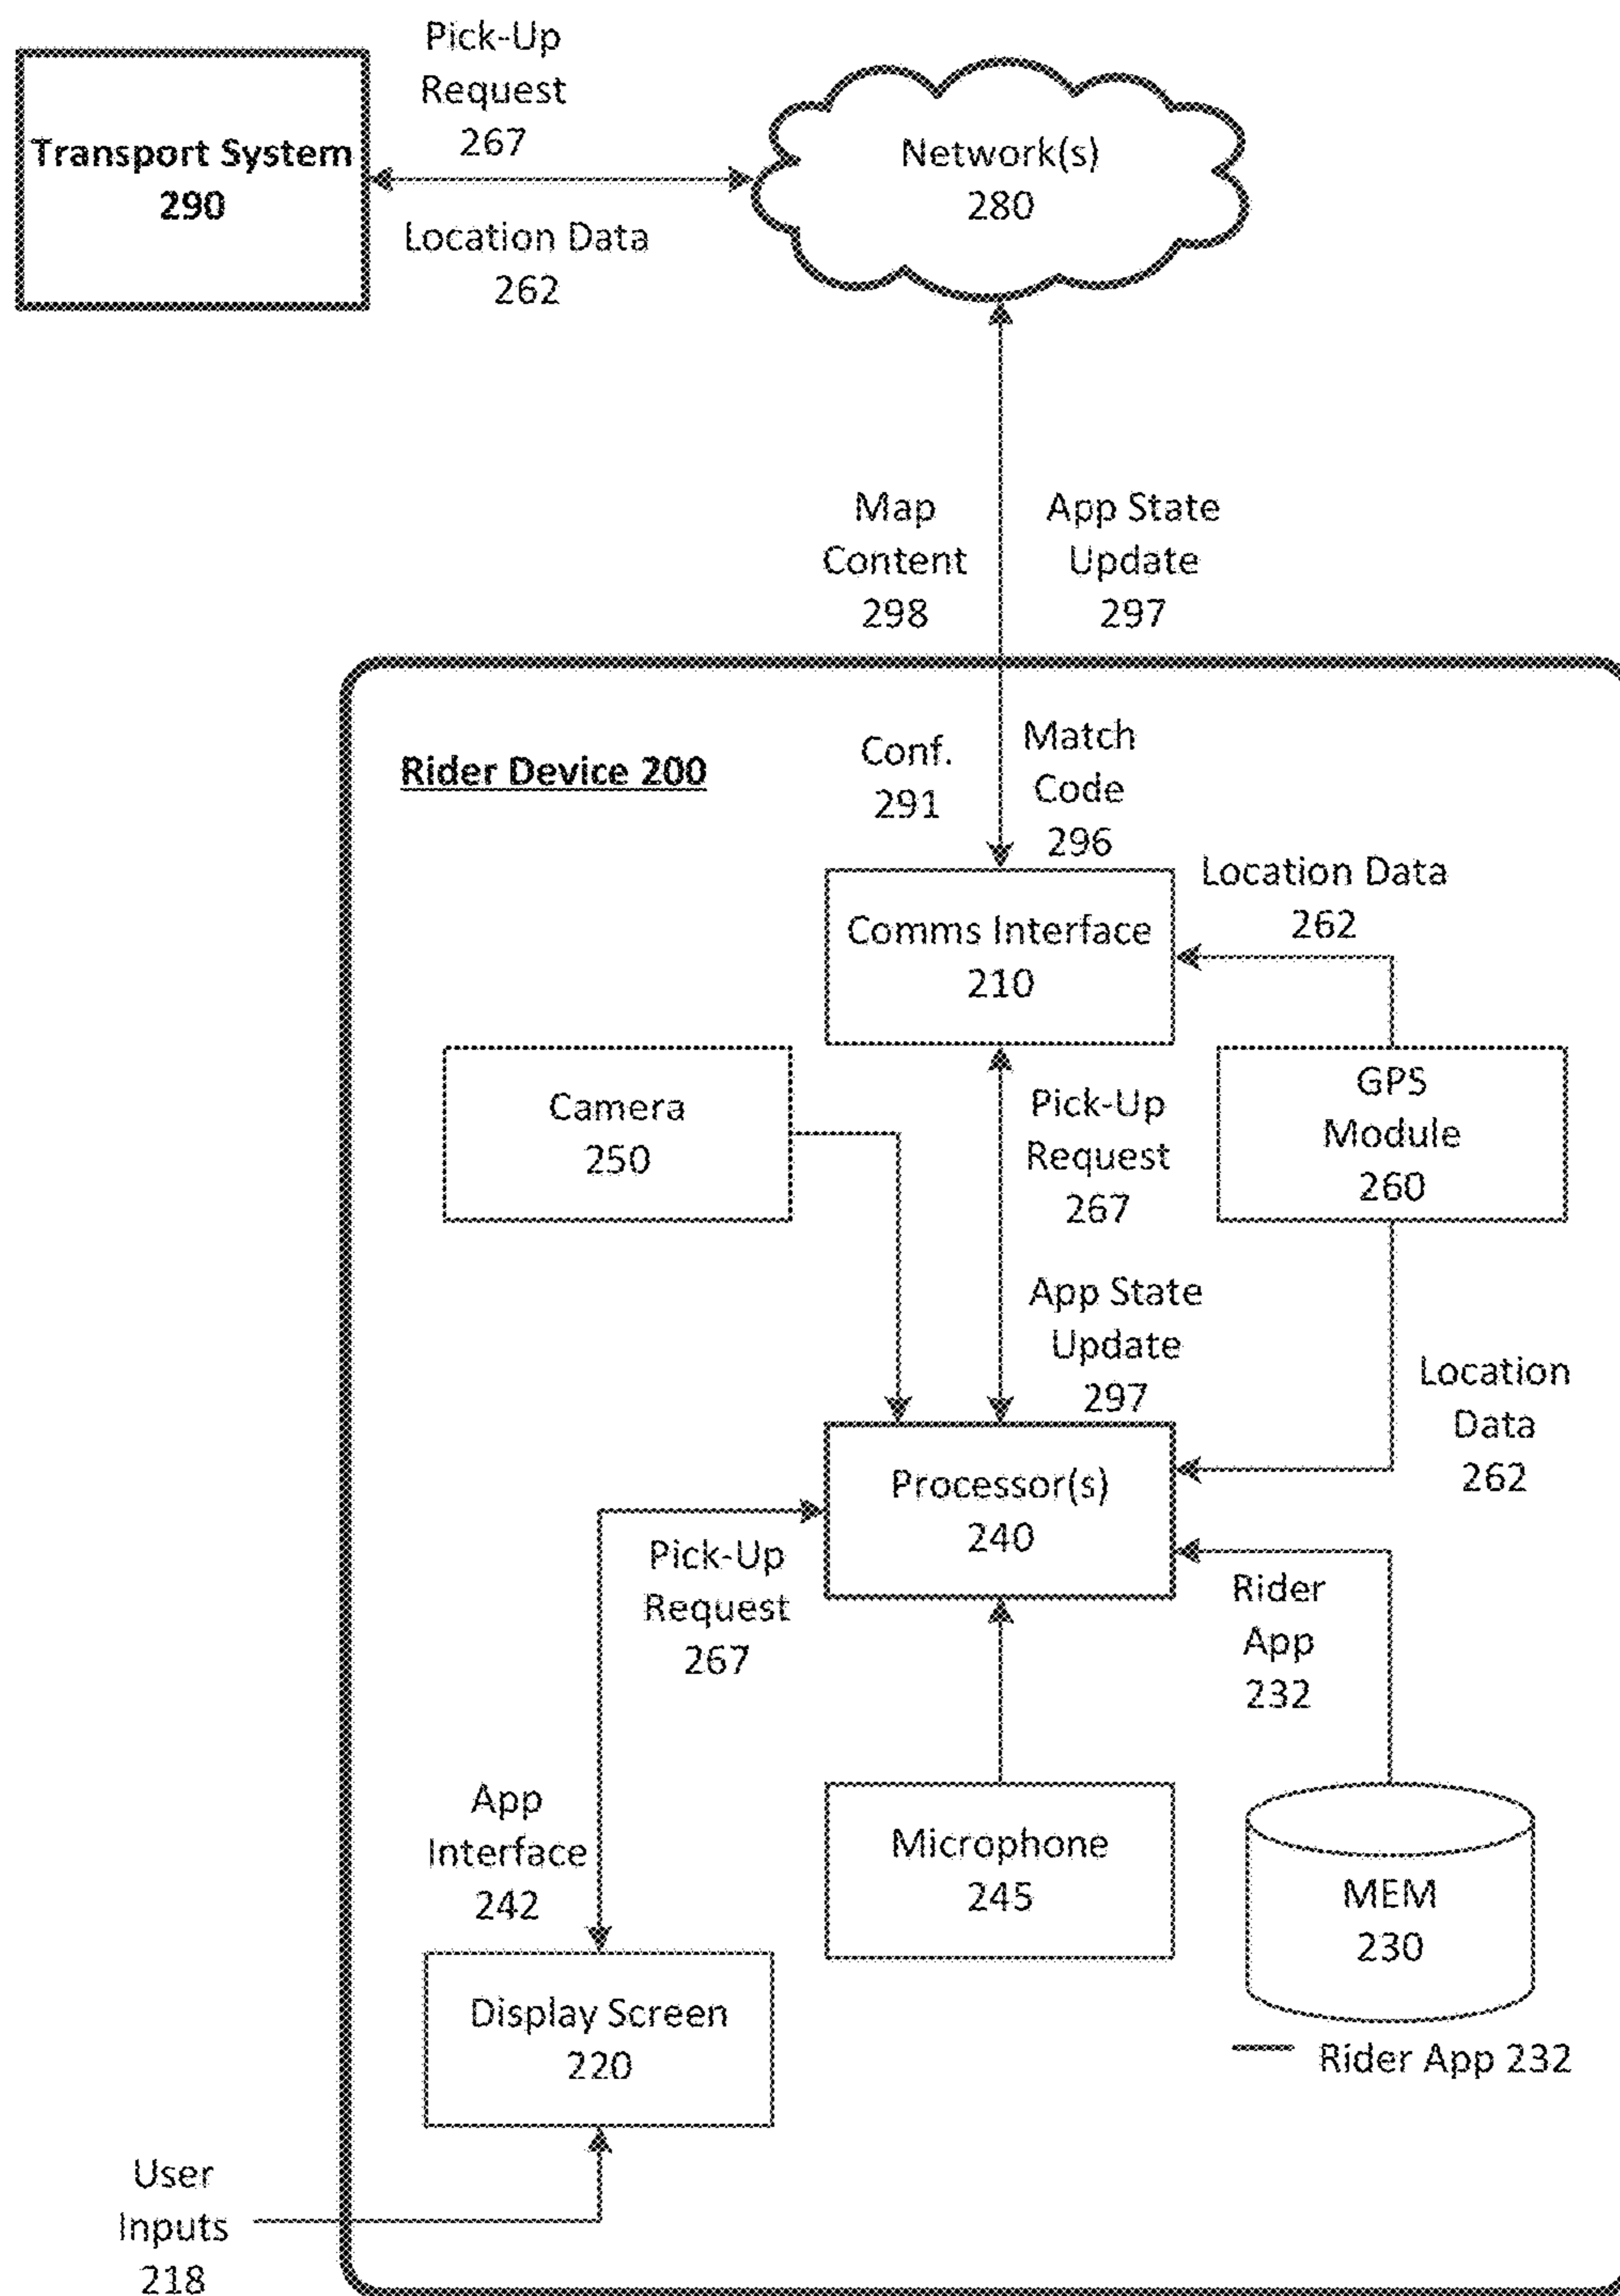 Pick-Up
Request
267
Transport System
290
Location Data
262
Network(s)
280
Map
Content
298
App State
Update
297
Rider Device 200
Conf.
291
Match
Code
296
Location Data
262
Comms Interface
210
Camera
250
Pick-Up
Request
267
GPS
Module
260
App State
Update
297
Location
Data
262
Processor(s)
240
Pick-Up
Request
267
Rider
App
232
App
Interface
242
Microphone
245
MEM
230
Display Screen
220
Rider App 232
User
Inputs
218